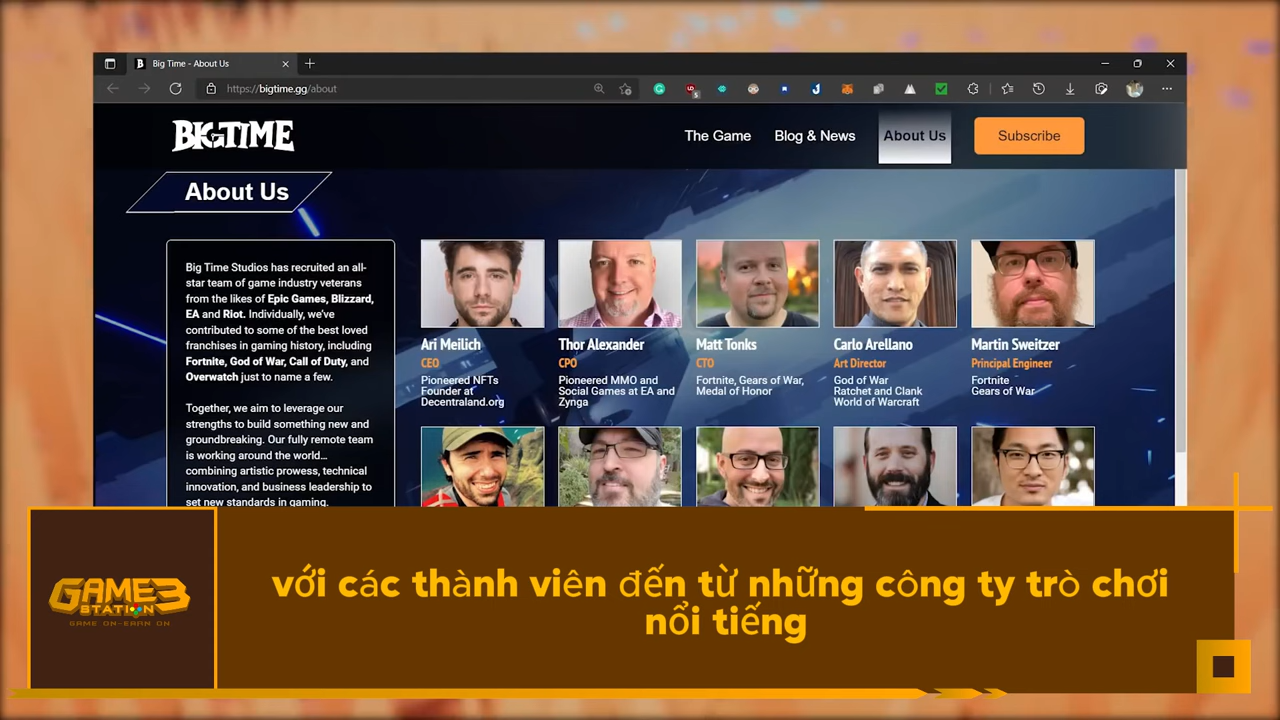 Big Time - About Us
https://bigtime.gg/about
BIGTIME
The Game
Blog & News
About Us
Subscribe
About Us
Big Time Studios has recruited an all-
star team of game industry veterans
from the likes of Epic Games, Blizzard,
EA and Riot. Individually, we've
contributed to some of the best loved
franchises in gaming history, including
Fortnite, God of War, Call of Duty, and
Overwatch just to name a few.
Together, we aim to leverage our
strengths to build something new and
groundbreaking. Our fully remote team
is working around the world...
combining artistic prowess, technical
innovation, and business leadership to
set new standards in gaming.
Ari Meilich
CEO
Pioneered NFTs
Founder at
Decentraland.org
Thor Alexander
CPO
Pioneered MMO and
Social Games at EA and
Zynga
Matt Tonks
CTO
Fortnite, Gears of War,
Medal of Honor
Carlo Arellano
Art Director
God of War
Ratchet and Clank
World of Warcraft
Martin Sweitzer
Principal Engineer
Fortnite
Gears of War
GAME3
STATION
GAME ON-EARN ON
với các thành viên đến từ những công ty trò chơi
nổi tiếng